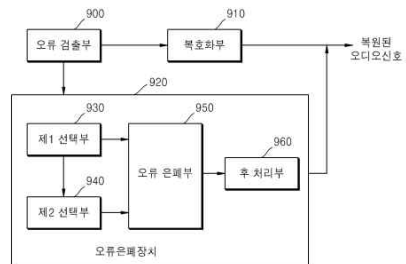 900
910
오류 검출부
복호화부
복원된
오디오신호
920
930
950
제1 선택부
오류 은폐부
960
940
후 처리부
제2 선택부
오류은폐장치